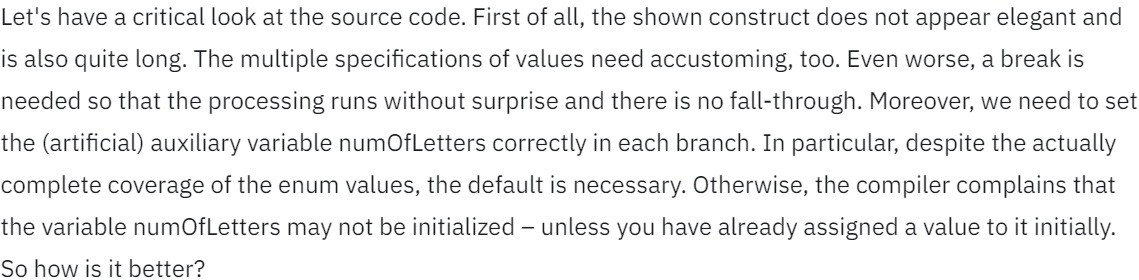 Let's have a critical look at the source code. First of all, the shown construct does not appear elegant and
is also quite long. The multiple specifications of values need accustoming, too. Even worse, a break is
needed so that the processing runs without surprise and there is no fall-through. Moreover, we need to set
the (artificial) auxiliary variable numOfLetters correctly in each branch. In particular, despite the actually
complete coverage of the enum values, the default is necessary. Otherwise, the compiler complains that
the variable numOfLetters may not be initialized – unless you have already assigned a value to it initially.
So how is it better?